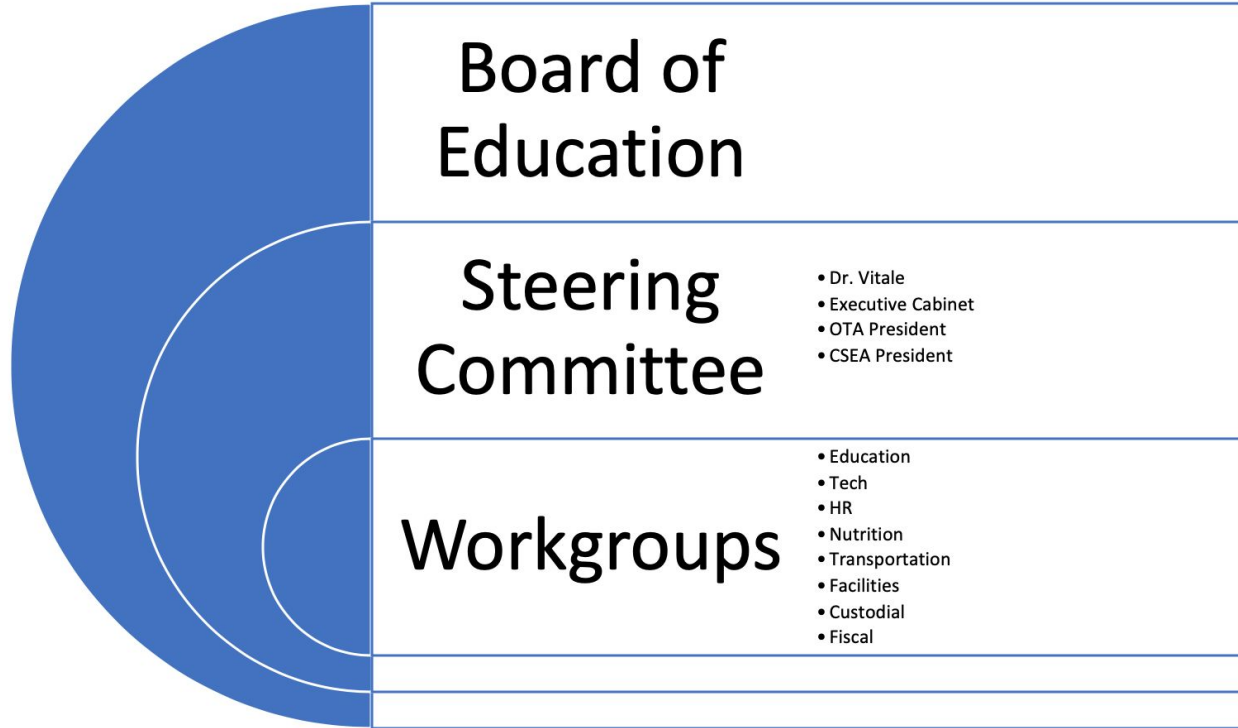 Board of
Education
Steering
Committee
• Dr. Vitale
• Executive Cabinet
• OTA President
• CSEA President
Workgroups
• Education
• Tech
• HR
• Nutrition
• Transportation
• Facilities
• Custodial
• Fiscal